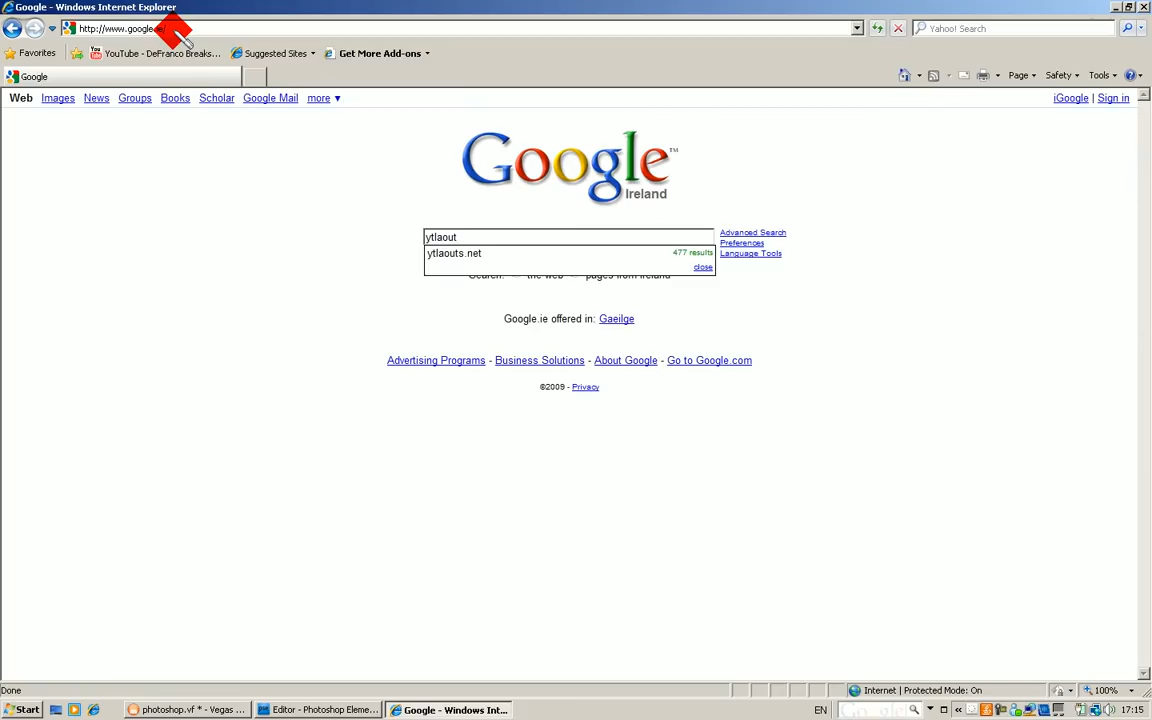 Google - Windows Internet Explorer
http://www.google.ie/
Yahoo! Search
Favorites YouTube - DeFranco Breaks... Suggested Sites Get More Add-ons
Google
Page Safety Tools
Web Images News Groups Books Scholar Google Mail more iGoogle | Sign in
Google™
Ireland
ytlaout
Advanced Search
Preferences
Language Tools
ytlaouts.net 477 results
close
Search: the web pages from Ireland
Google.ie offered in: Gaeilge
Advertising Programs - Business Solutions - About Google - Go to Google.com
©2009 - Privacy
Done Internet | Protected Mode: On 100%
Start photoshop.vf * - Vegas ... Editor - Photoshop Eleme... Google - Windows Int... EN Google 17:15